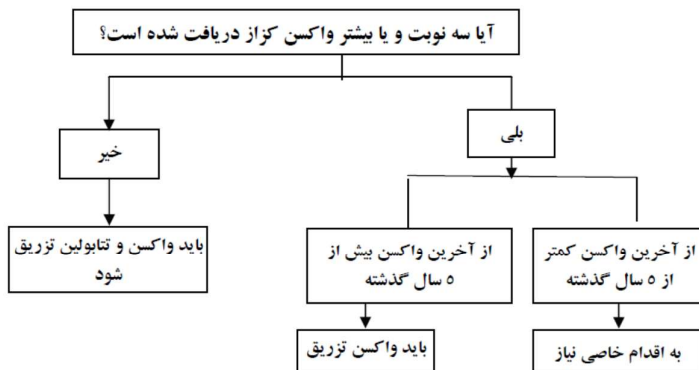 آیا سه نوبت و یا بیشتر واکسن کزاز دریافت شده است؟
بلی
خیر
از آخرین واکسن کمتر
از ۵ سال گذشته
از آخرین واکسن بیش از
۵ سال گذشته
باید واکسن و تتابولین تزریق
شود
به اقدام خاصی نیاز
باید واکسن تزریق